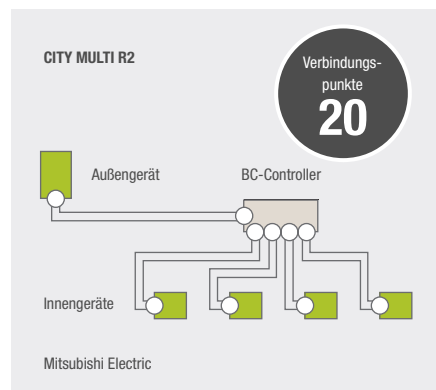 CITY MULTI R2
Verbindungs-
punkte
20
Außengerät
BC-Controller
Innengeräte
Mitsubishi Electric